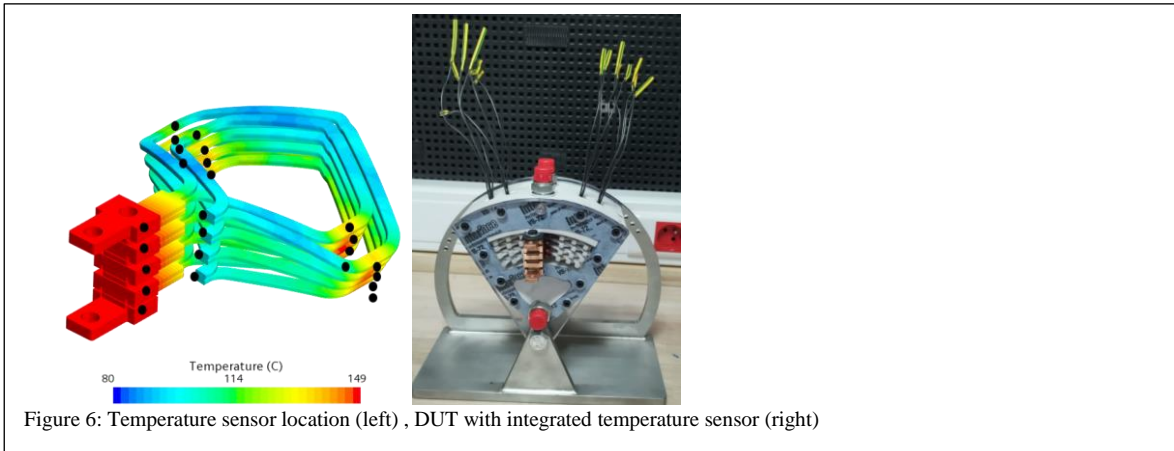 Temperature (C)
80 114 149
Figure 6: Temperature sensor location (left) , DUT with integrated temperature sensor (right)